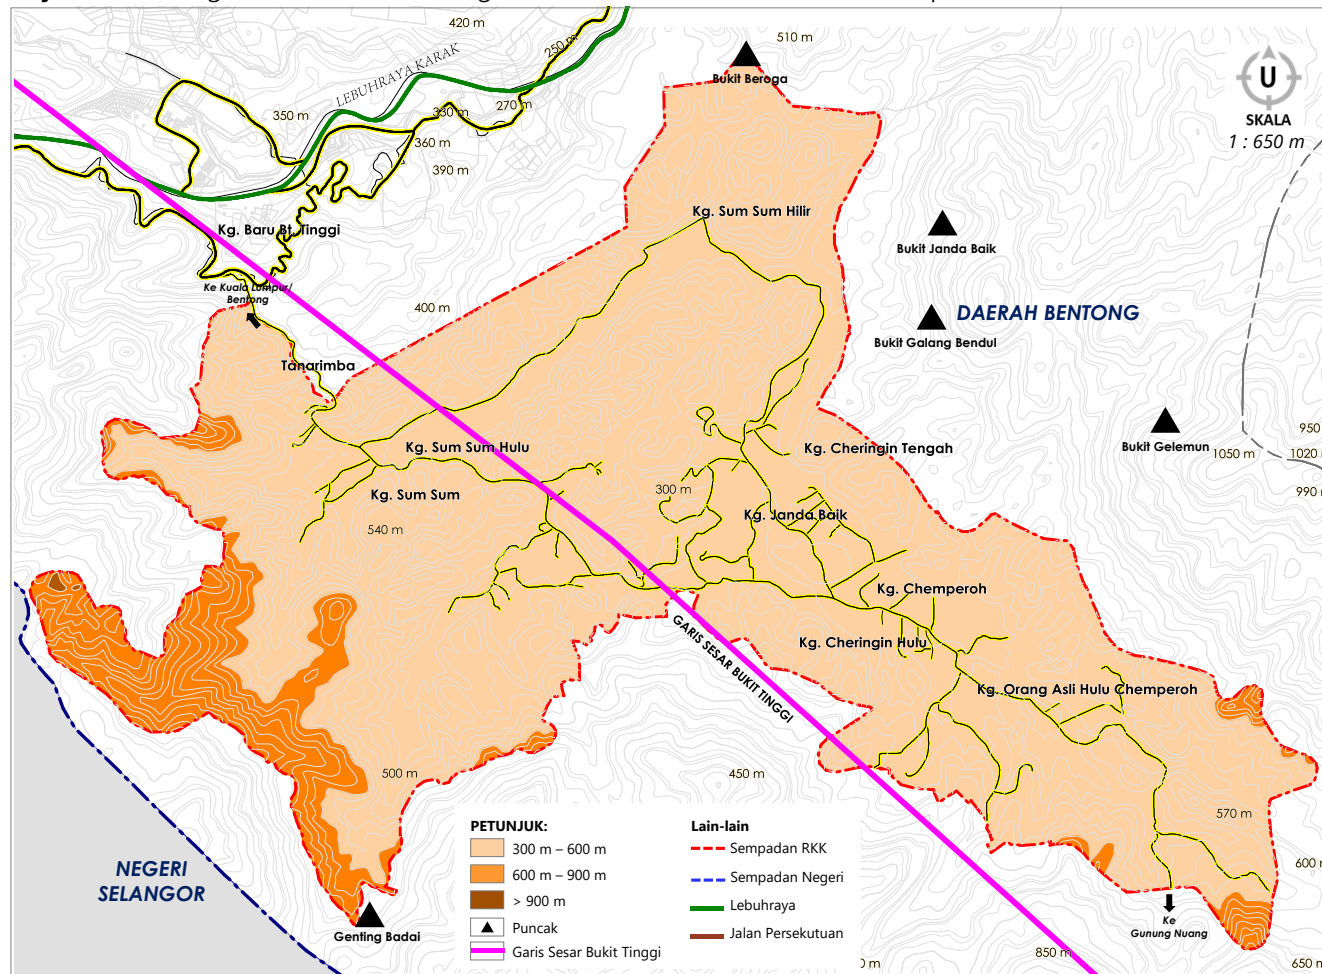 420 m
510 m
250 m
LEBUHRAYA KARAK
Bukit Beroga
U
SKALA
1 : 650 m
270 m
330 m
350 m
360 m
390 m
Kg. Sum Sum Hilir
Kg. Baru Bt. Tinggi
Bukit Janda Baik
Ke Kuala Lumpur/
Bentong
400 m
DAERAH BENTONG
Bukit Galang Bendul
Tanarimba
Kg. Sum Sum Hulu
Kg. Cheringin Tengah
Bukit Gelemun
950
1050 m
1020
990
Kg. Sum Sum
300 m
Kg. Janda Baik
540 m
Kg. Chemperoh
GARIS SESAR BUKIT TINGGI
Kg. Cheringin Hulu
Kg. Orang Asli Hulu Chemperoh
500 m
450 m
570 m
NEGERI
SELANGOR
Genting Badai
PETUNJUK:
300 m – 600 m
600 m – 900 m
> 900 m
Puncak
Garis Sesar Bukit Tinggi
Lain-lain
Sempadan RKK
Sempadan Negeri
Lebuhraya
Jalan Persekutuan
600 m
Ke
Gunung Nuang
850 m
650 m